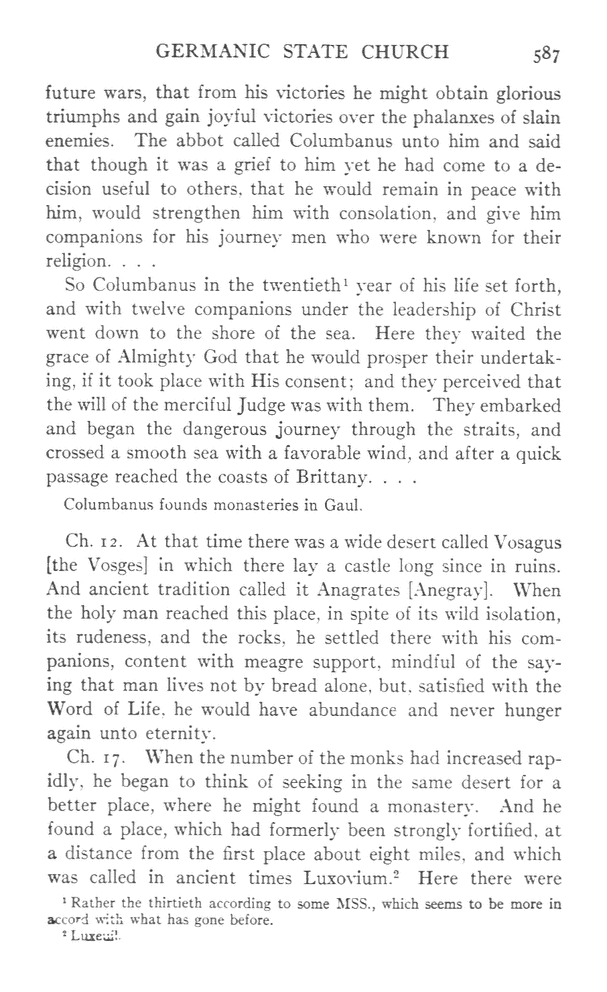 GERMANIC STATE CHURCH 587
future wars, that from his victories he might obtain glorious
triumphs and gain joyful victories over the phalanxes of slain
enemies. The abbot called Columbanus unto him and said
that though it was a grief to him yet he had come to a de-
cision useful to others, that he would remain in peace with
him, would strengthen him with consolation, and give him
companions for his journey men who were known for their
religion. . . .
So Columbanus in the twentieth¹ year of his life set forth,
and with twelve companions under the leadership of Christ
went down to the shore of the sea. Here they waited the
grace of Almighty God that he would prosper their undertak-
ing, if it took place with His consent; and they perceived that
the will of the merciful Judge was with them. They embarked
and began the dangerous journey through the straits, and
crossed a smooth sea with a favorable wind, and after a quick
passage reached the coasts of Brittany. . . .
Columbanus founds monasteries in Gaul.
Ch. 12. At that time there was a wide desert called Vosagus
[the Vosges] in which there lay a castle long since in ruins.
And ancient tradition called it Anagrates [Anegray]. When
the holy man reached this place, in spite of its wild isolation,
its rudeness, and the rocks, he settled there with his com-
panions, content with meagre support, mindful of the say-
ing that man lives not by bread alone, but, satisfied with the
Word of Life, he would have abundance and never hunger
again unto eternity.
Ch. 17. When the number of the monks had increased rap-
idly, he began to think of seeking in the same desert for a
better place, where he might found a monastery. And he
found a place, which had formerly been strongly fortified, at
a distance from the first place about eight miles, and which
was called in ancient times Luxovium.² Here there were
¹ Rather the thirtieth according to some MSS., which seems to be more in
accord with what has gone before.
² Luxeuil.